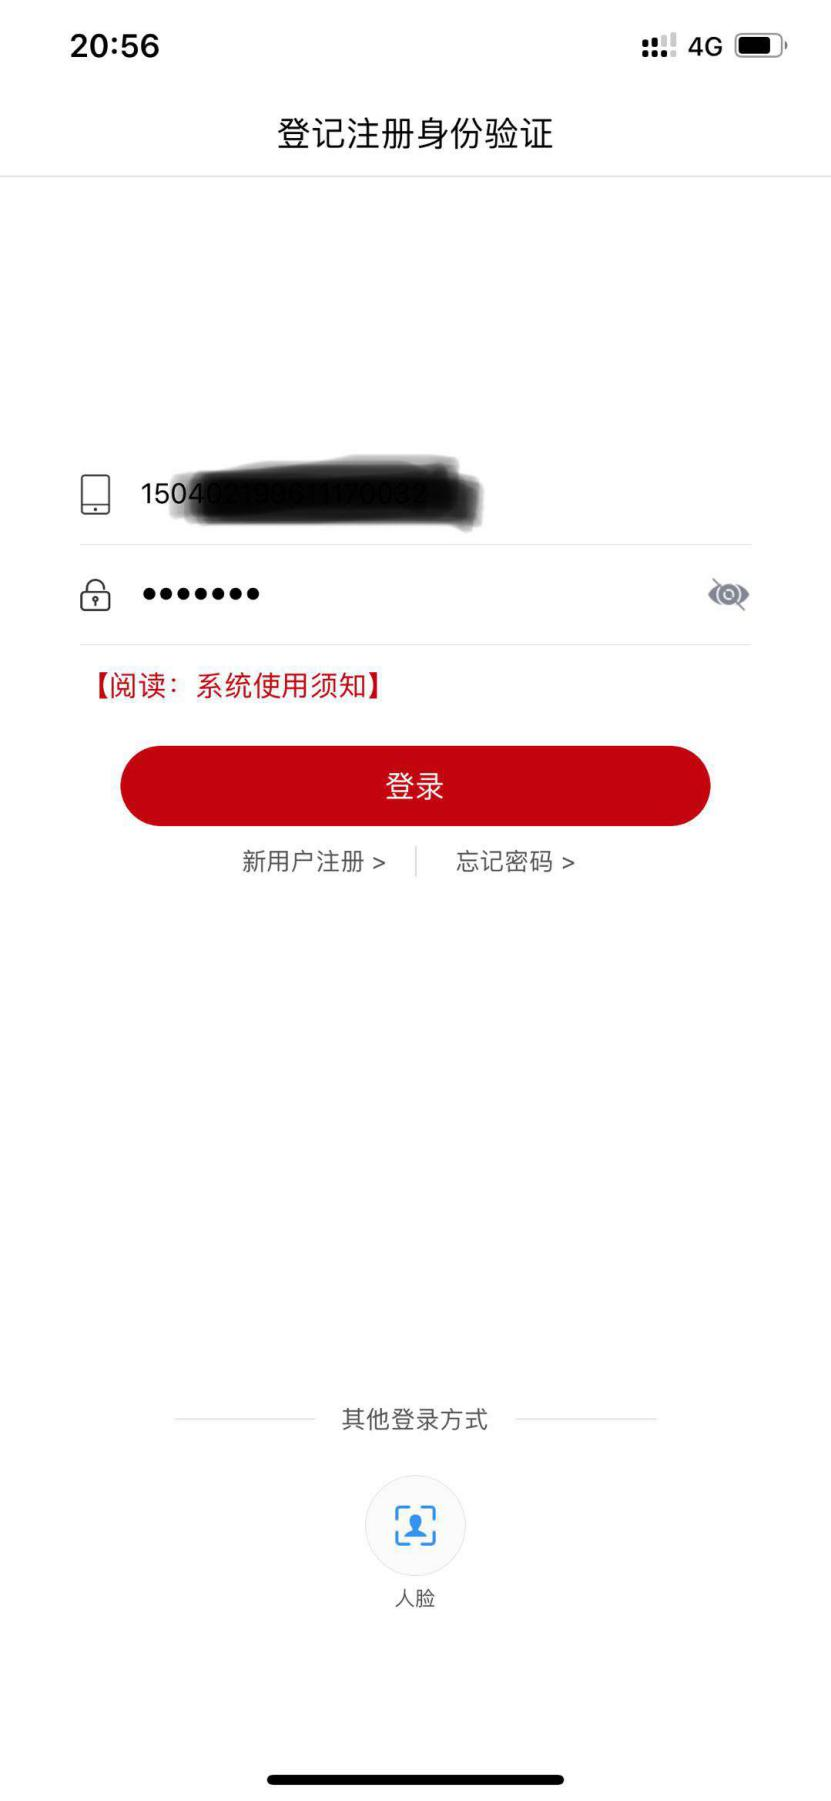 20:56
4G
登记注册身份验证
1504
•••••••
【阅读：系统使用须知】
登录
新用户注册 >
忘记密码 >
其他登录方式
人脸